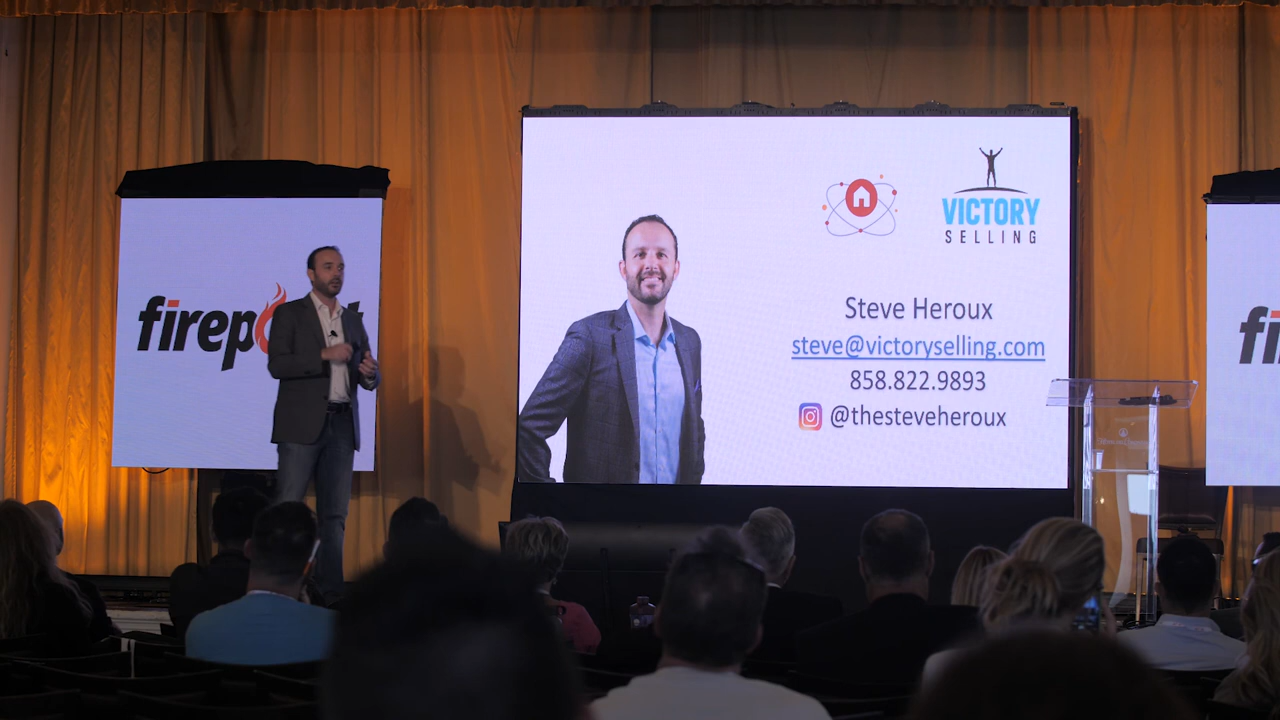 firep t
VICTORY
SELLING
Steve Heroux
steve@victoryselling.com
858.822.9893
@thesteveheroux
fi